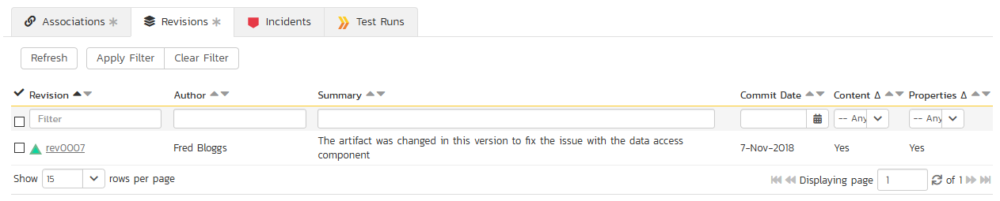 Associations Revisions Incidents Test Runs
Refresh Apply Filter Clear Filter
Revision Author Summary Commit Date Content Δ Properties Δ
Filter -- Any -- Any
rev0007 Fred Bloggs The artifact was changed in this version to fix the issue with the data access 7-Nov-2018 Yes Yes
component
Show 15 rows per page Displaying page 1 of 1